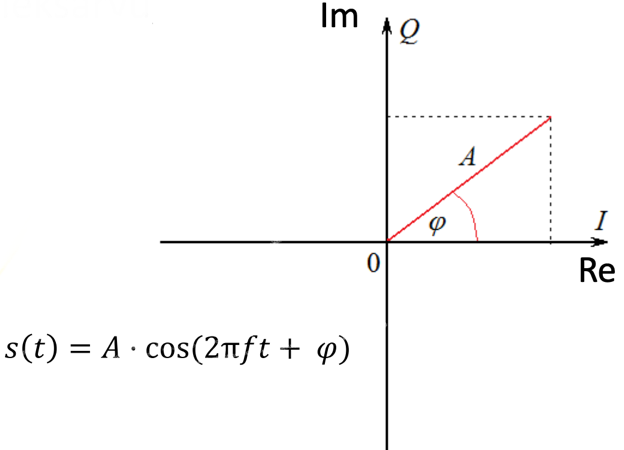 Im
Q
A
φ
I
0
Re
s(t) = A · cos(2πft + φ)